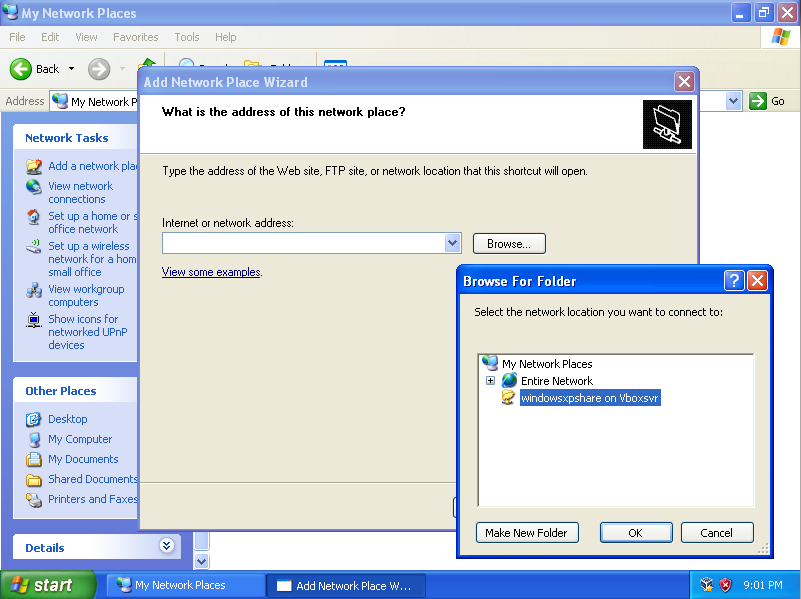 My Network Places
File Edit View Favorites Tools Help
Back
Address My Network P Go
Network Tasks
Add a network pla
View network
connections
Set up a home or s
office network
Set up a wireless
network for a hom
small office
View workgroup
computers
Show icons for
networked UPnP
devices
Other Places
Desktop
My Computer
My Documents
Shared Documents
Printers and Faxes
Details
Add Network Place Wizard
What is the address of this network place?
Type the address of the Web site, FTP site, or network location that this shortcut will open.
Internet or network address:
Browse...
View some examples.
Browse For Folder
Select the network location you want to connect to:
My Network Places
Entire Network
windowsxpshare on Vboxsvr
Make New Folder OK Cancel
start My Network Places Add Network Place W... 9:01 PM